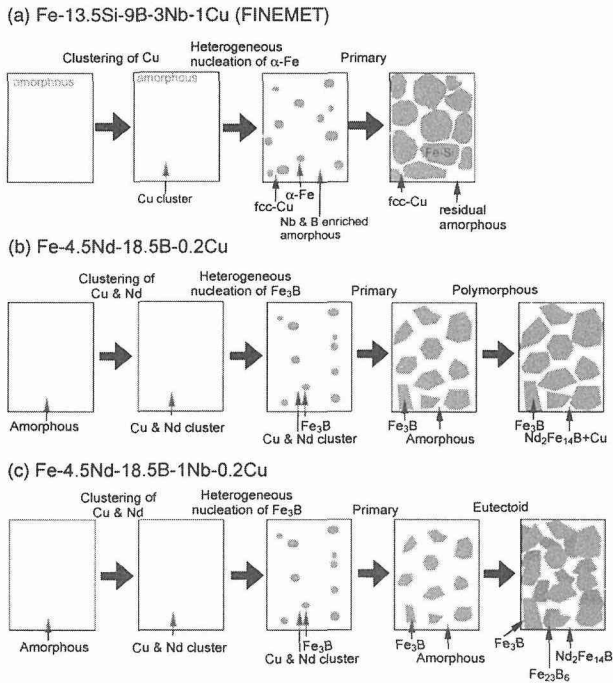 (a) Fe-13.5Si-9B-3Nb-1Cu (FINEMET)
Clustering of Cu
Heterogeneous
nucleation of α-Fe
Primary
amorphous
amorphous
Fe-Si
Cu cluster
fcc-Cu
α-Fe
Nb & B enriched
amorphous
fcc-Cu
residual
amorphous
(b) Fe-4.5Nd-18.5B-0.2Cu
Clustering of
Cu & Nd
Heterogeneous
nucleation of Fe₃B
Primary
Polymorphous
Amorphous
Cu & Nd cluster
Fe₃B
Cu & Nd cluster
Fe₃B
Amorphous
Fe₃B
Nd₂Fe₁₄B+Cu
(c) Fe-4.5Nd-18.5B-1Nb-0.2Cu
Clustering of
Cu & Nd
Heterogeneous
nucleation of Fe₃B
Primary
Eutectoid
Amorphous
Cu & Nd cluster
Fe₃B
Cu & Nd cluster
Fe₃B
Amorphous
Fe₃B
Fe₂₃B₆
Nd₂Fe₁₄B